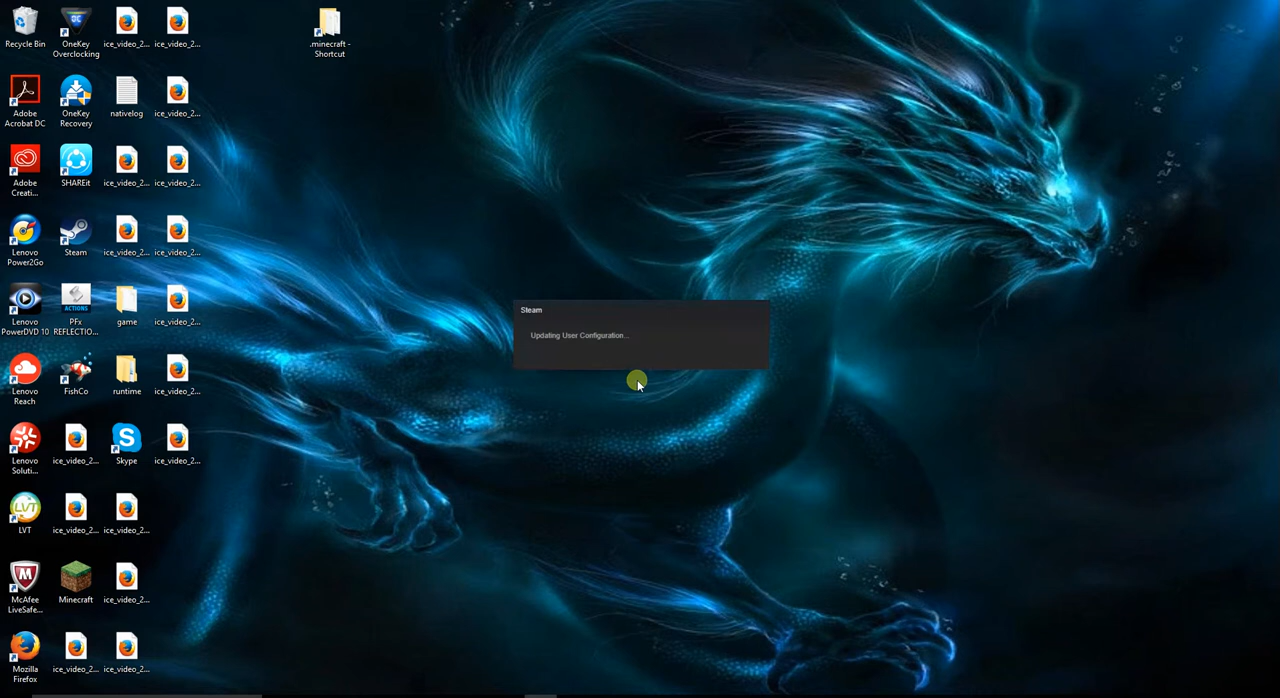 Recycle Bin
OneKey
Overclocking
ice_video_2...
ice_video_2...
.minecraft -
Shortcut
Adobe
Acrobat DC
OneKey
Recovery
nativelog
ice_video_2...
Adobe
Creati...
SHAREit
ice_video_2...
ice_video_2...
Lenovo
Power2Go
Steam
ice_video_2...
ice_video_2...
Steam
Updating User Configuration...
Lenovo
PowerDVD 10
ACTIONS
PFx
REFLECTIO...
game
ice_video_2...
Lenovo
Reach
FishCo
runtime
ice_video_2...
Lenovo
Soluti...
ice_video_2...
Skype
ice_video_2...
LVT
LVT
ice_video_2...
ice_video_2...
McAfee
LiveSafe...
Minecraft
ice_video_2...
Mozilla
Firefox
ice_video_2...
ice_video_2...